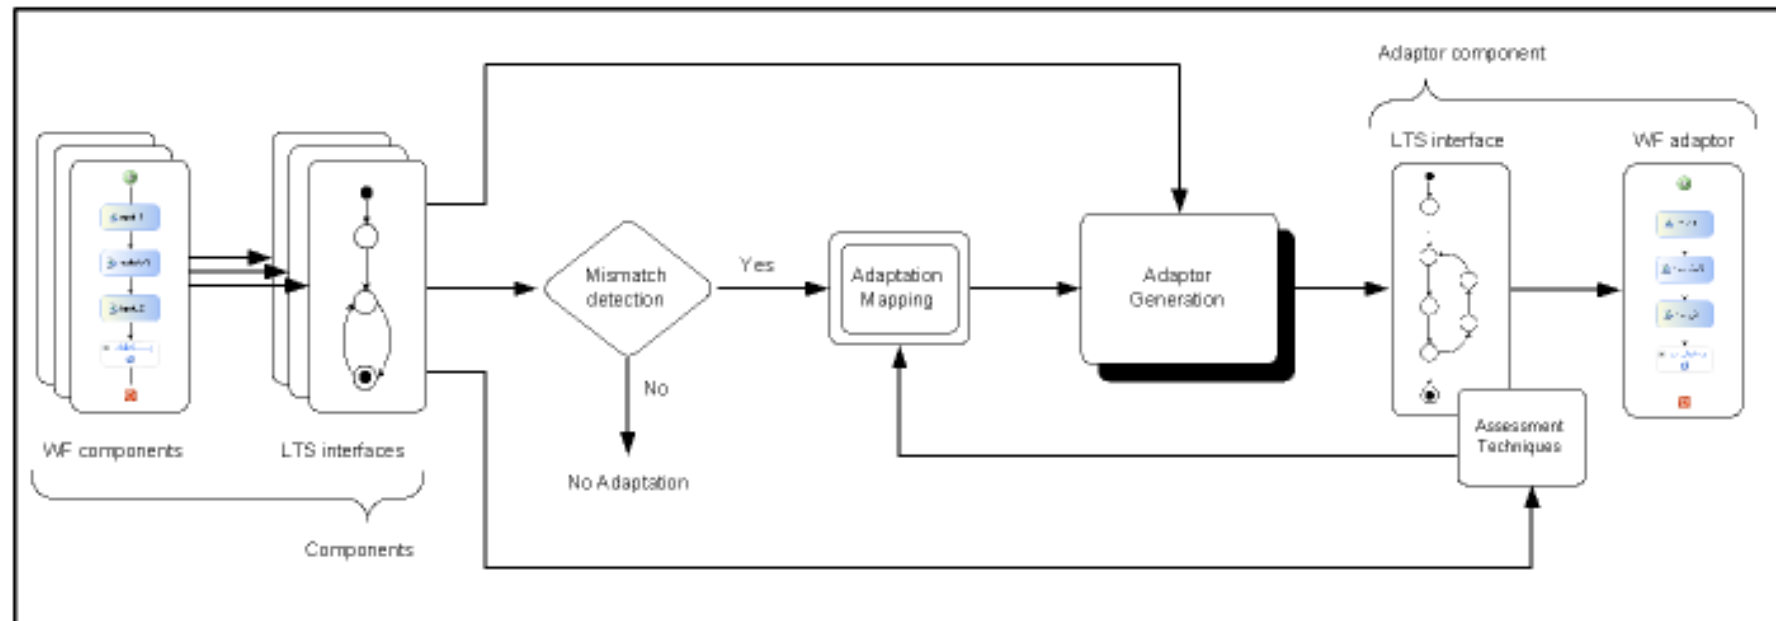 Adaptor component
LTS interface
WF adaptor
Mismatch
detection
Yes
Adaptation
Mapping
Adaptor
Generation
No
No Adaptation
WF components
LTS interfaces
Components
Assessment
Techniques